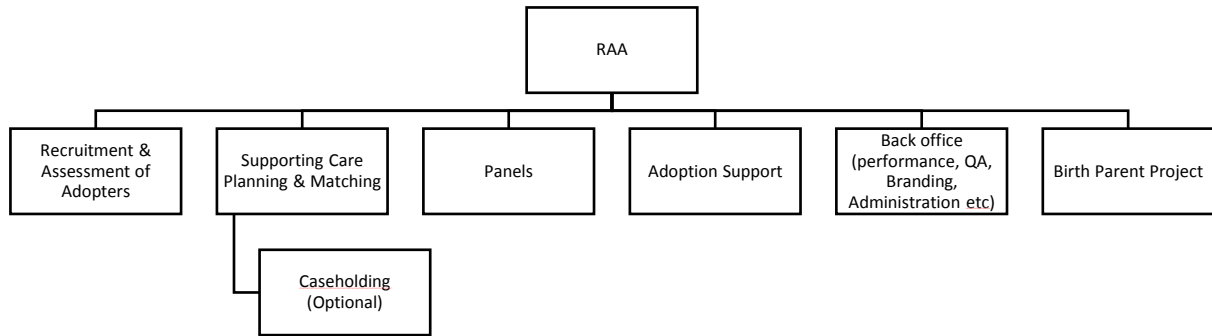 RAA
Recruitment &
Assessment of
Adopters
Supporting Care
Planning & Matching
Panels
Adoption Support
Back office
(performance, QA,
Branding,
Administration etc)
Birth Parent Project
Caseholding
(Optional)